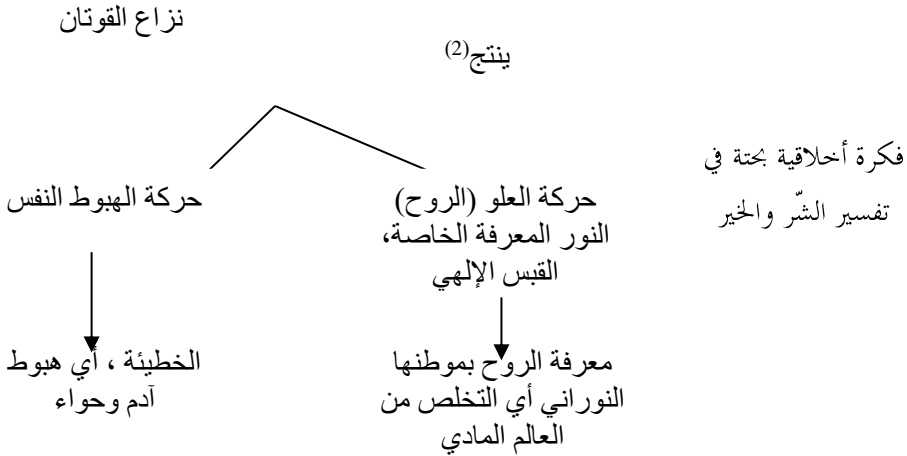 نزاع القوتان
ينتج(2)
فكرة أخلاقية بحتة في
تفسير الشّر والخير
حركة العلو (الروح)
النور المعرفة الخاصة،
القبس الإلهي
حركة الهبوط النفس
معرفة الروح بموطنها
النوراني أي التخلص من
العالم المادي
الخطيئة ، أي هبوط
آدم وحواء